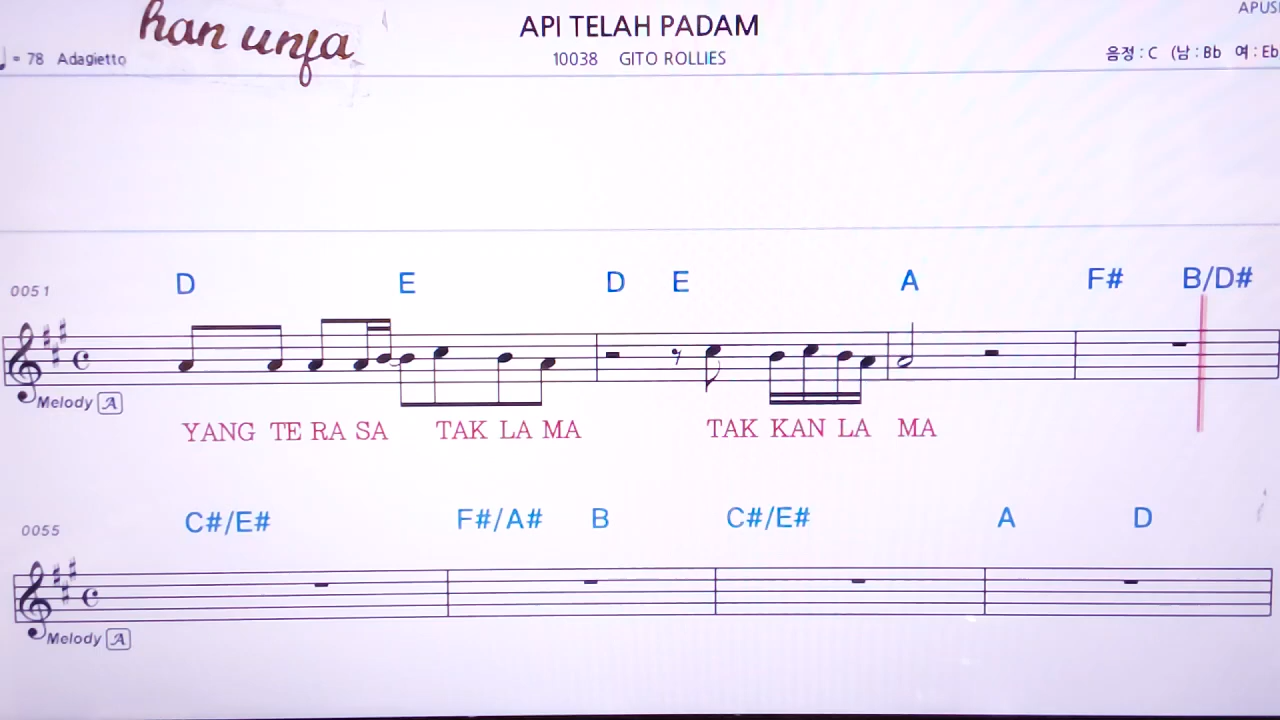 han unja
API TELAH PADAM
APUS
= 78 Adagietto
10038 GITO ROLLIES
음정 : C (남 : Bb 여 : Eb
0051
D E D E A F# B/D#
C
Melody A
YANG TE RA SA TAK LA MA TAK KAN LA MA
0055
C#/E# F#/A# B C#/E# A D
C
Melody A